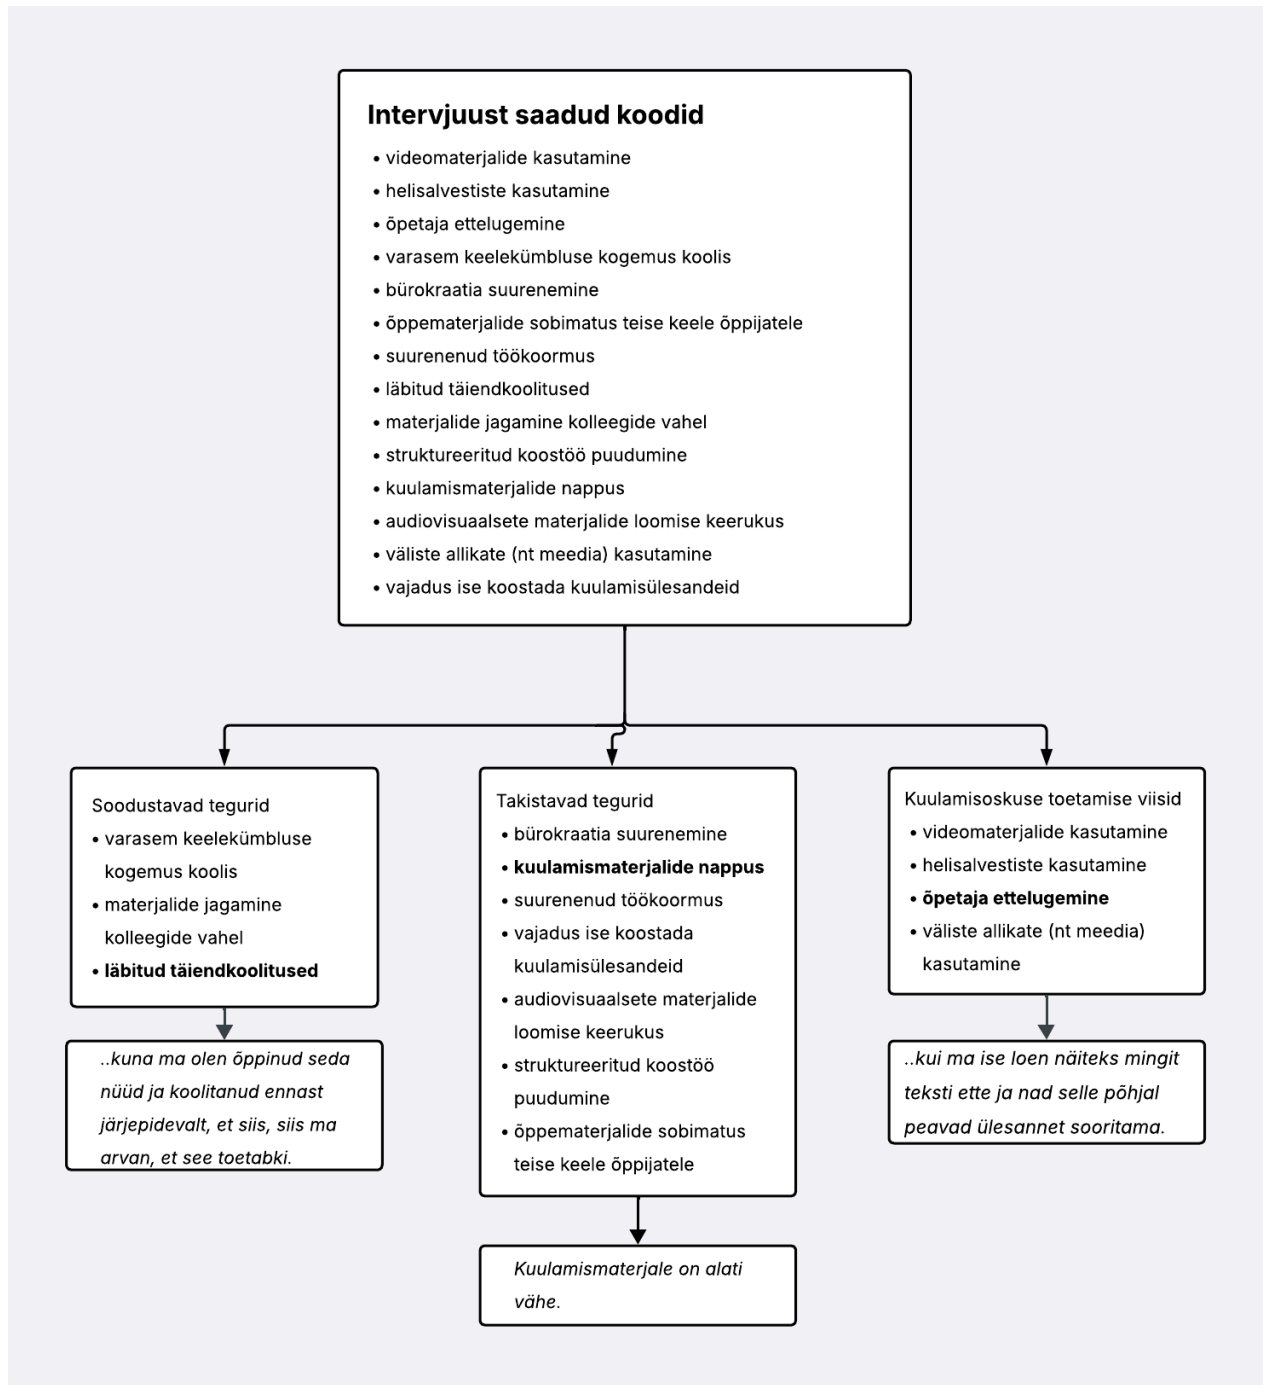 Intervjuust saadud koodid
• videomaterjalide kasutamine
• helisalvestiste kasutamine
• õpetaja ettelugemine
• varasem keelekümbluse kogemus koolis
• bürokraatia suurenemine
• õppematerjalide sobimatus teise keele õppijatele
• suurenenud töökoormus
• läbitud täiendkoolitused
• materjalide jagamine kolleegide vahel
• struktureeritud koostöö puudumine
• kuulamismaterjalide nappus
• audiovisuaalsete materjalide loomise keerukus
• väliste allikate (nt meedia) kasutamine
• vajadus ise koostada kuulamisülesandeid
Soodustavad tegurid
• varasem keelekümbluse
kogemus koolis
• materjalide jagamine
kolleegide vahel
• läbitud täiendkoolitused
..kuna ma olen õppinud seda
nüüd ja koolitanud ennast
järjepidevalt, et siis, siis ma
arvan, et see toetabki.
Takistavad tegurid
• bürokraatia suurenemine
• kuulamismaterjalide nappus
• suurenenud töökoormus
• vajadus ise koostada
kuulamisülesandeid
• audiovisuaalsete materjalide
loomise keerukus
• struktureeritud koostöö
puudumine
• õppematerjalide sobimatus
teise keele õppijatele
Kuulamismaterjale on alati
vähe.
Kuulamisoskuse toetamise viisid
• videomaterjalide kasutamine
• helisalvestiste kasutamine
• õpetaja ettelugemine
• väliste allikate (nt meedia)
kasutamine
..kui ma ise loen näiteks mingit
teksti ette ja nad selle põhjal
peavad ülesannet sooritama.